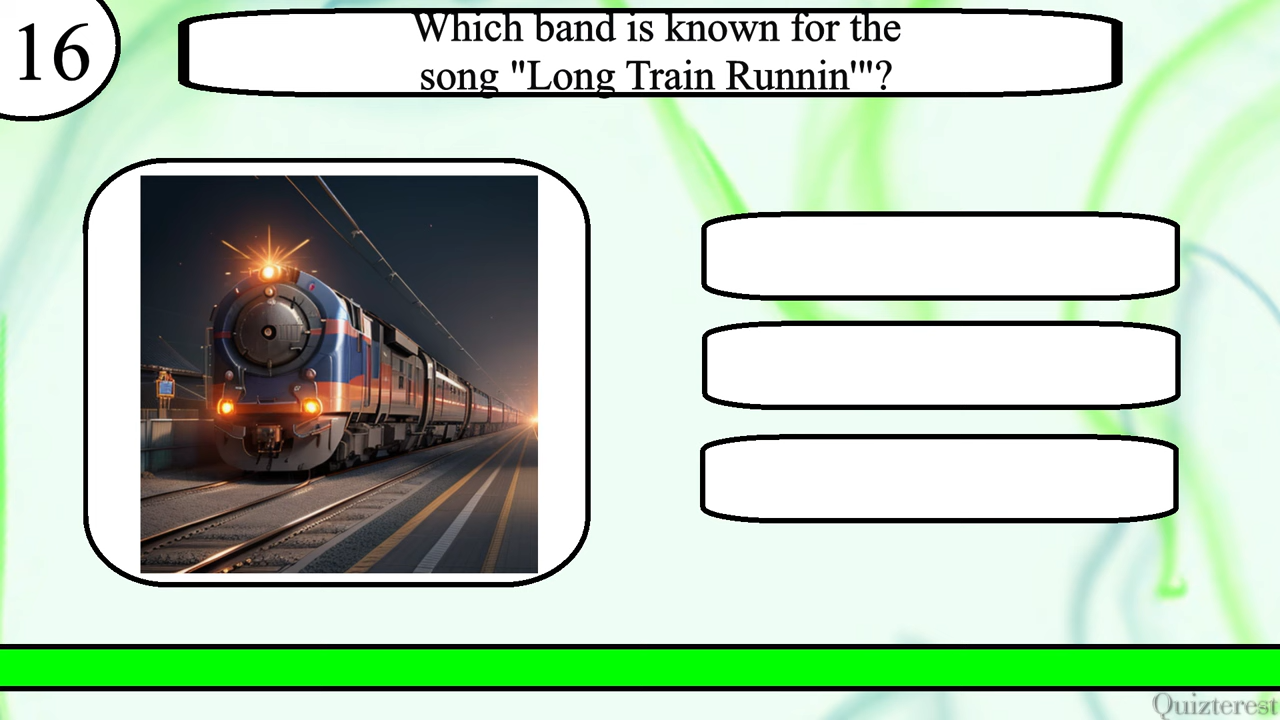 16
Which band is known for the
song "Long Train Runnin'"?
Quizterest